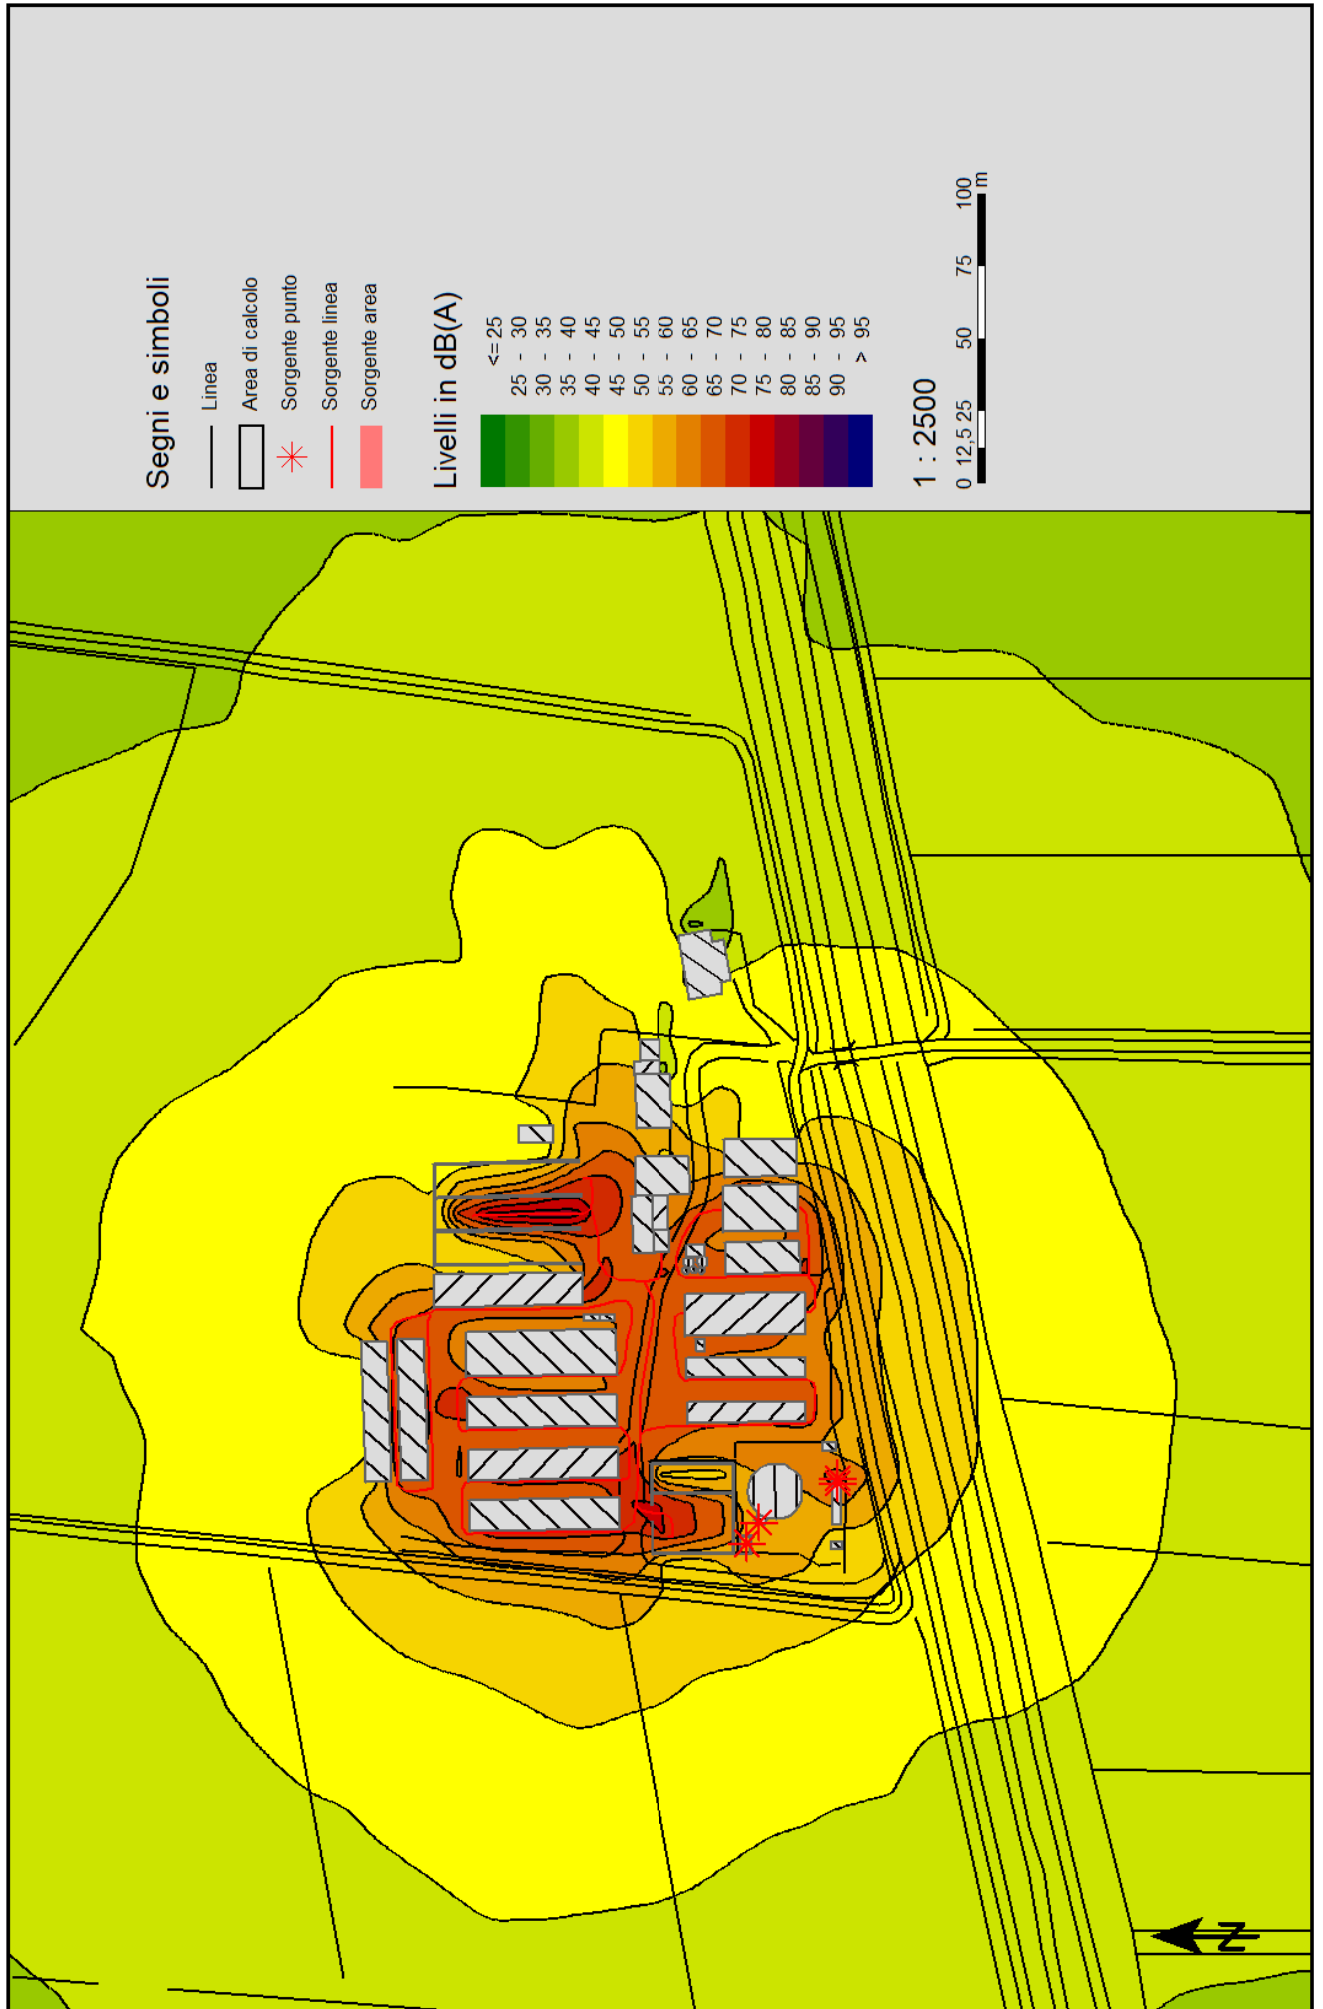 Segni e simboli
Linea
Area di calcolo
Sorgente punto
Sorgente linea
Sorgente area
Livelli in dB(A)
<= 25
25 - 30
30 - 35
35 - 40
40 - 45
45 - 50
50 - 55
55 - 60
60 - 65
65 - 70
70 - 75
75 - 80
80 - 85
85 - 90
90 - 95
> 95
1 : 2500
0 12,5 25 50 75 100
m
N